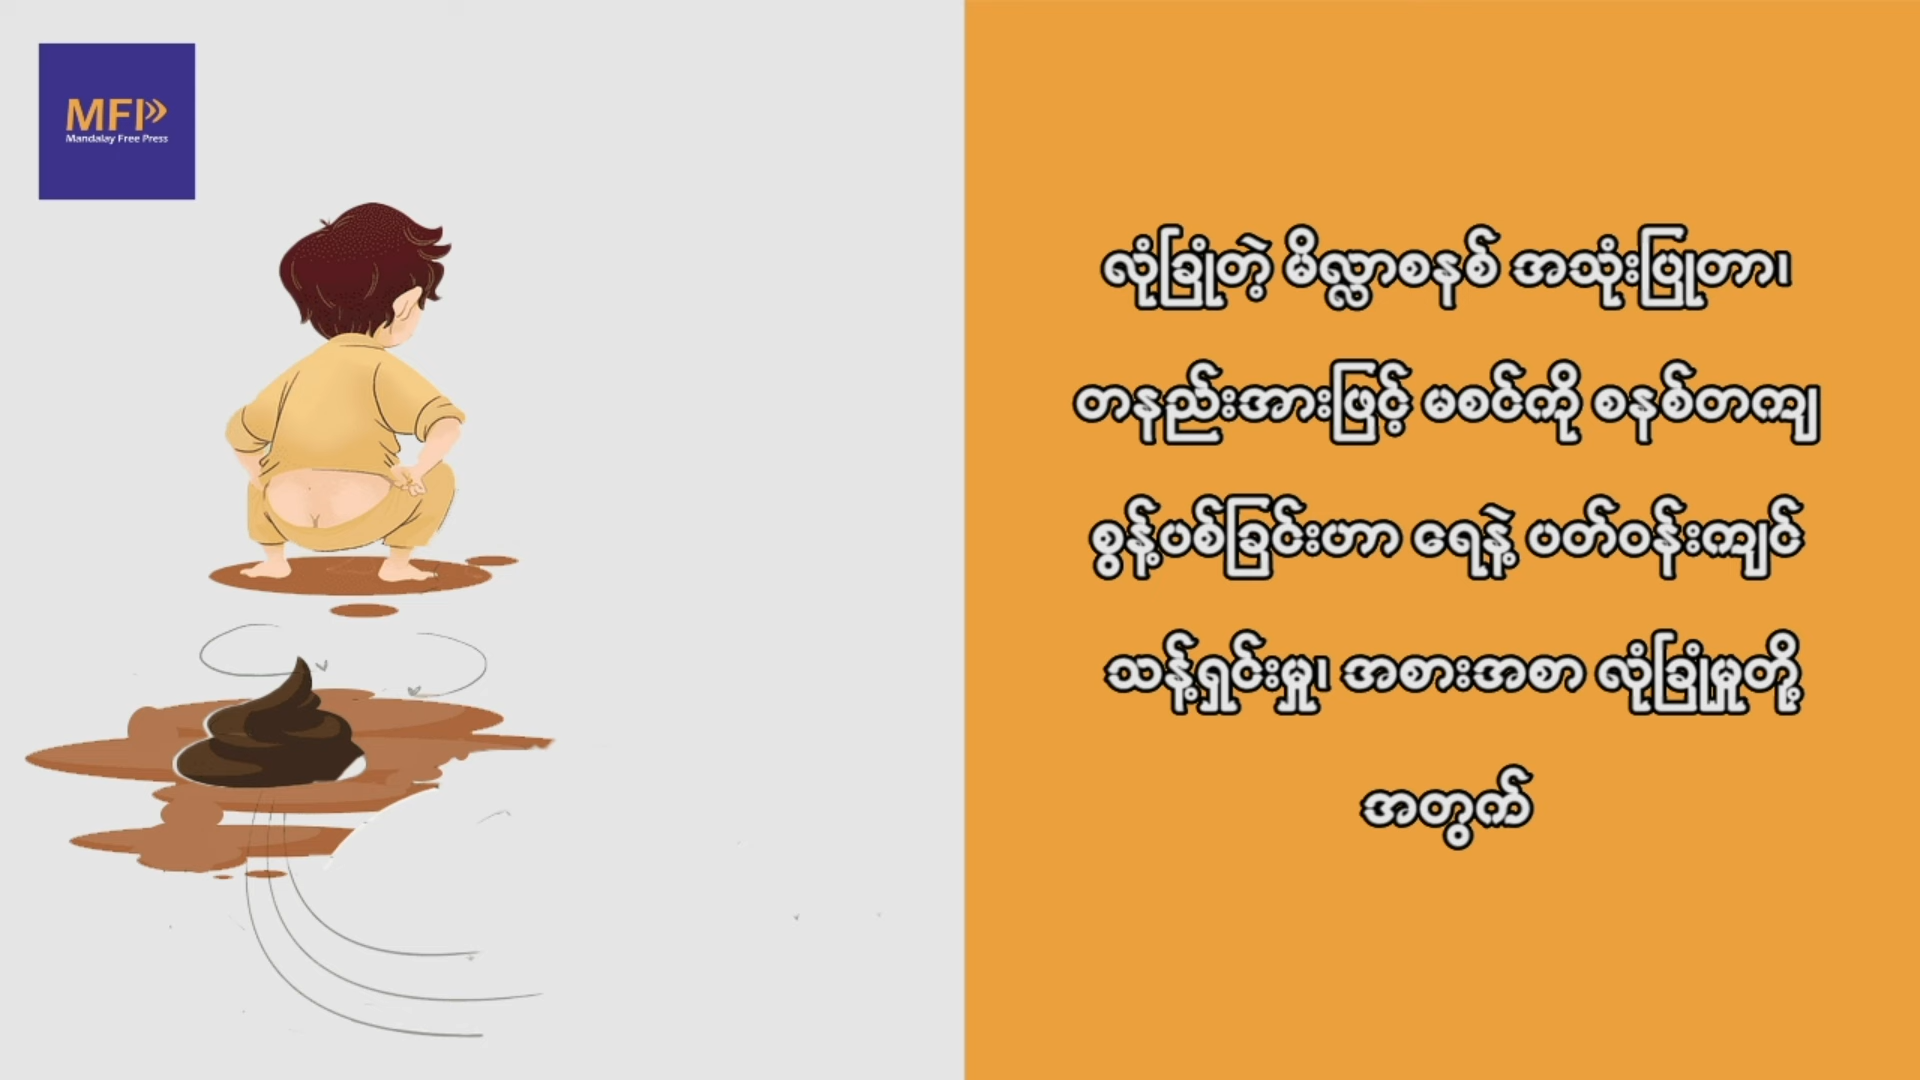 MFP
Mandalay Free Press
လုံခြုံတဲ့ မိလ္လာစနစ် အသုံးပြုတာ၊
တနည်းအားဖြင့် မစင်ကို စနစ်တကျ
စွန့်ပစ်ခြင်းဟာ ရေနဲ့ ပတ်ဝန်းကျင်
သန့်ရှင်းမှု၊ အစားအစာ လုံခြုံမှုတို့
အတွက်